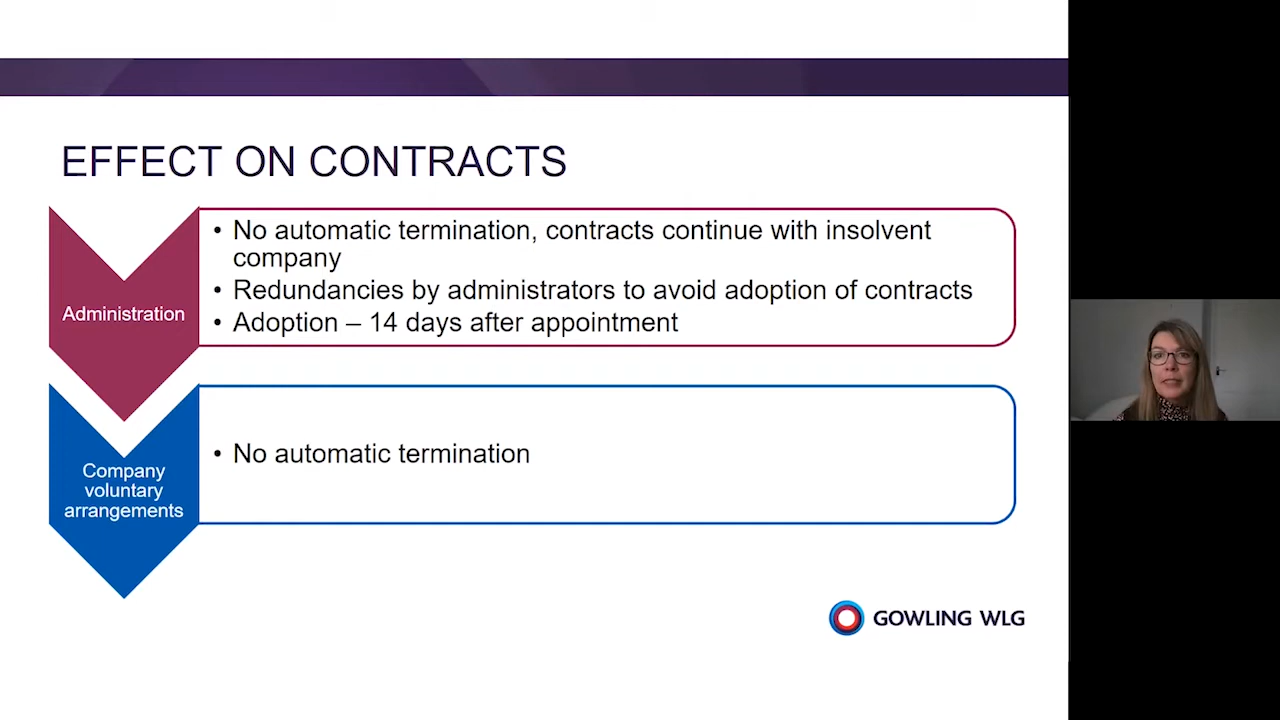 EFFECT ON CONTRACTS
Administration
• No automatic termination, contracts continue with insolvent
company
• Redundancies by administrators to avoid adoption of contracts
• Adoption – 14 days after appointment
Company
voluntary
arrangements
• No automatic termination
GOWLING WLG